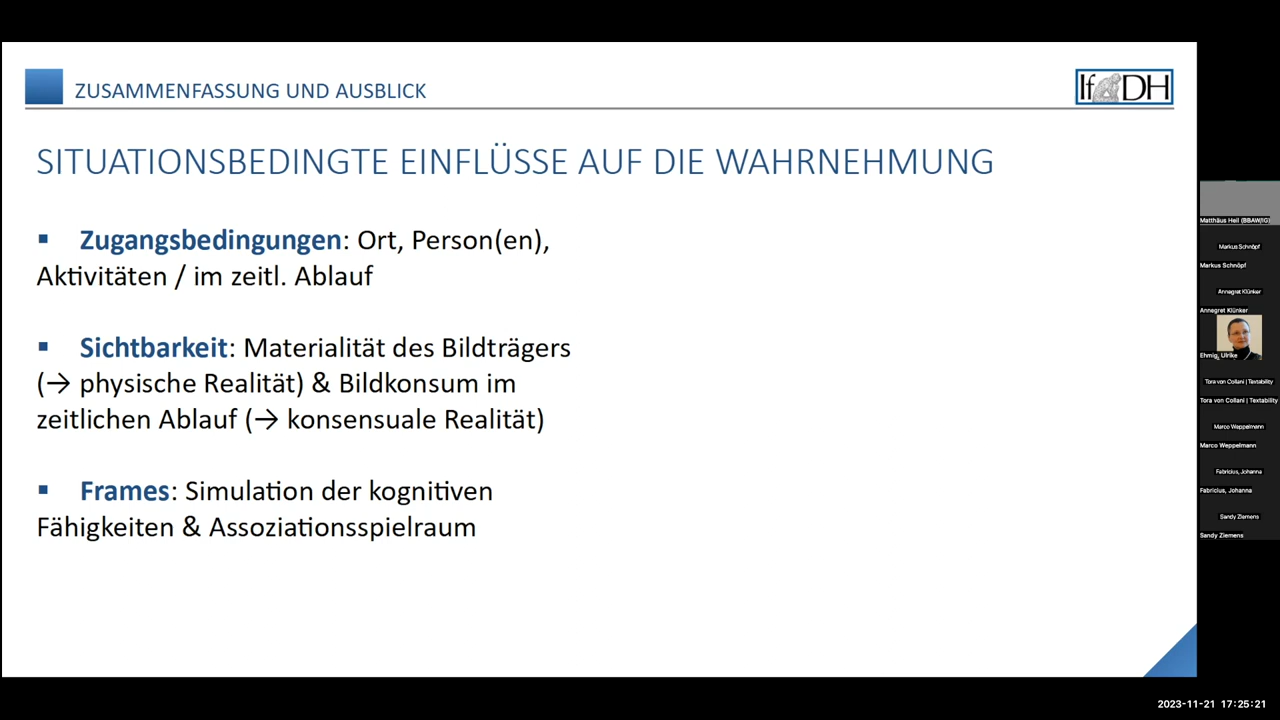 ZUSAMMENFASSUNG UND AUSBLICK
IfDH
SITUATIONSBEDINGTE EINFLÜSSE AUF DIE WAHRNEHMUNG
▪ Zugangsbedingungen: Ort, Person(en),
Aktivitäten / im zeitl. Ablauf
▪ Sichtbarkeit: Materialität des Bildträgers
(→ physische Realität) & Bildkonsum im
zeitlichen Ablauf (→ konsensuale Realität)
▪ Frames: Simulation der kognitiven
Fähigkeiten & Assoziationsspielraum
Matthäus Heil (BBAW/IG)
Markus Schnöpf
Markus Schnöpf
Annegret Klünker
Annegret Klünker
Ehmig, Ulrike
Tora von Collani | Textability
Tora von Collani | Textability
Marco Weppelmann
Marco Weppelmann
Fabricius, Johanna
Fabricius, Johanna
Sandy Ziemens
Sandy Ziemens
2023-11-21 17:25:21